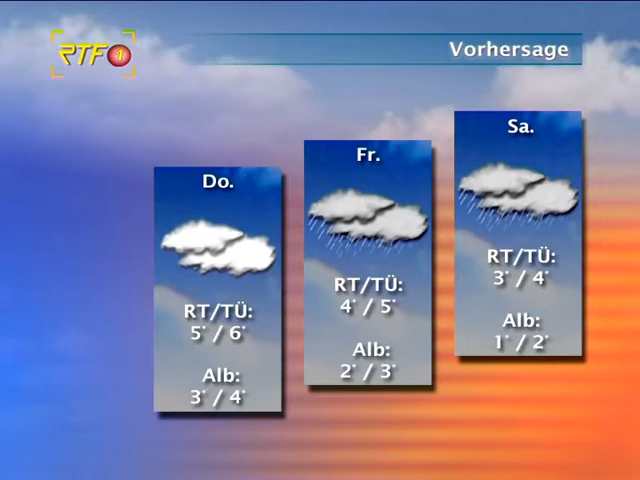 RTF 1
Vorhersage
Do.
RT/TÜ:
5° / 6°
Alb:
3° / 4°
Fr.
RT/TÜ:
4° / 5°
Alb:
2° / 3°
Sa.
RT/TÜ:
3° / 4°
Alb:
1° / 2°